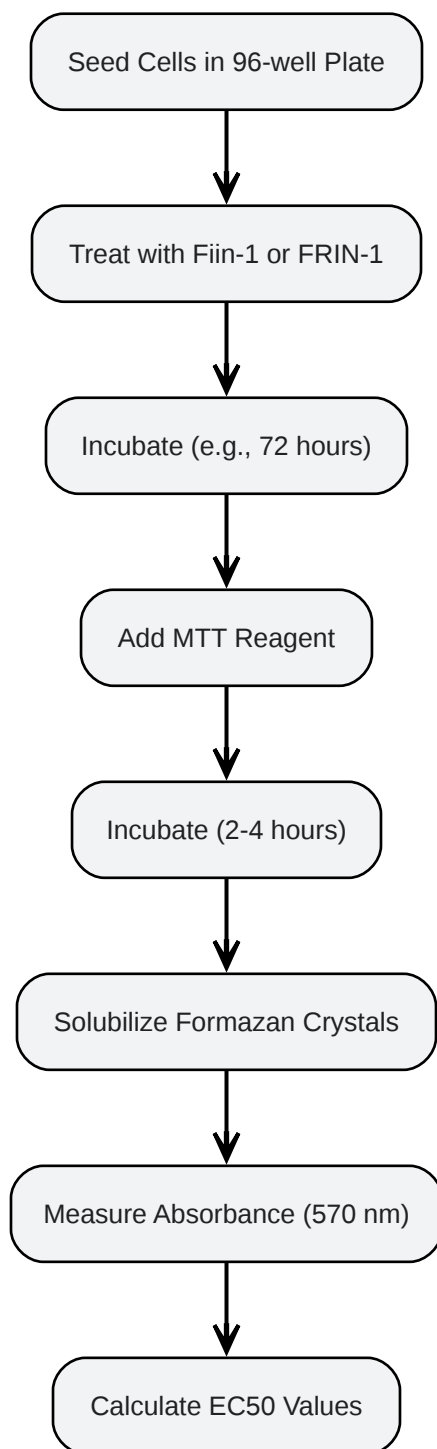 Seed Cells in 96-well Plate
Treat with Fiin-1 or FRIN-1
Incubate (e.g., 72 hours)
Add MTT Reagent
Incubate (2-4 hours)
Solubilize Formazan Crystals
Measure Absorbance (570 nm)
Calculate EC50 Values